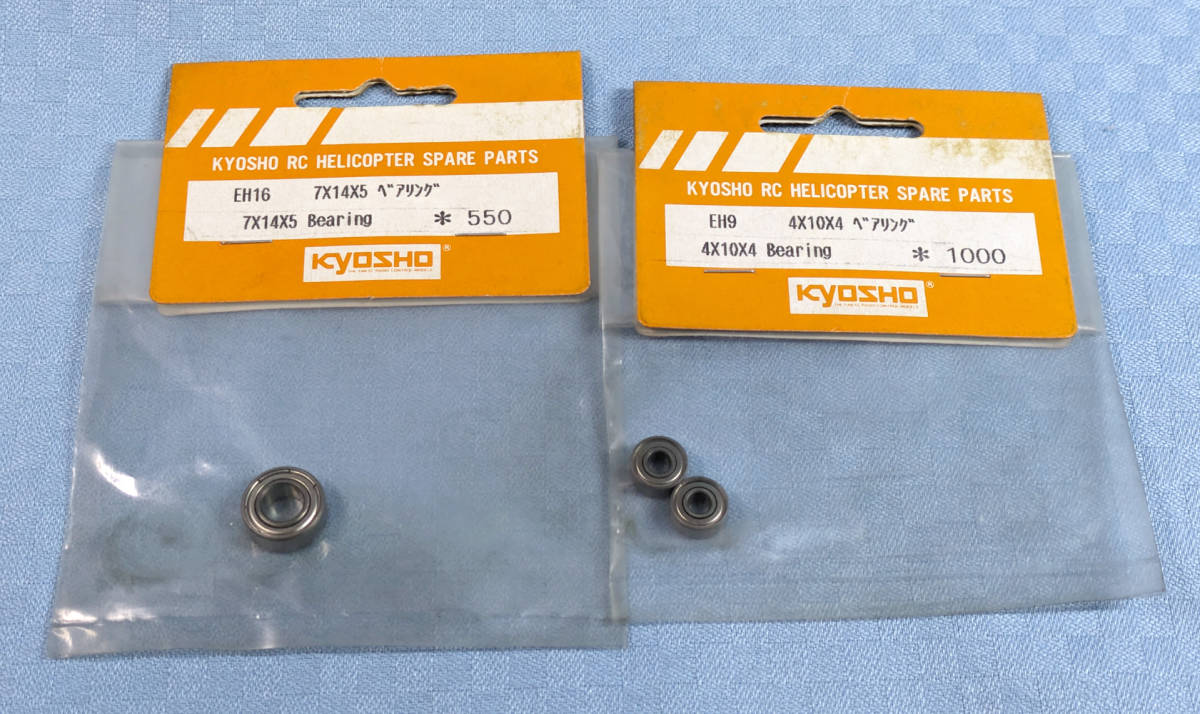 KYOSHO RC HELICOPTER SPARE PARTS
EH16 7X14X5 ﾍﾞｱﾘﾝｸﾞ
7X14X5 Bearing * 550
KYOSHO®
KYOSHO RC HELICOPTER SPARE PARTS
EH9 4X10X4 ﾍﾞｱﾘﾝｸﾞ
4X10X4 Bearing * 1000
KYOSHO®